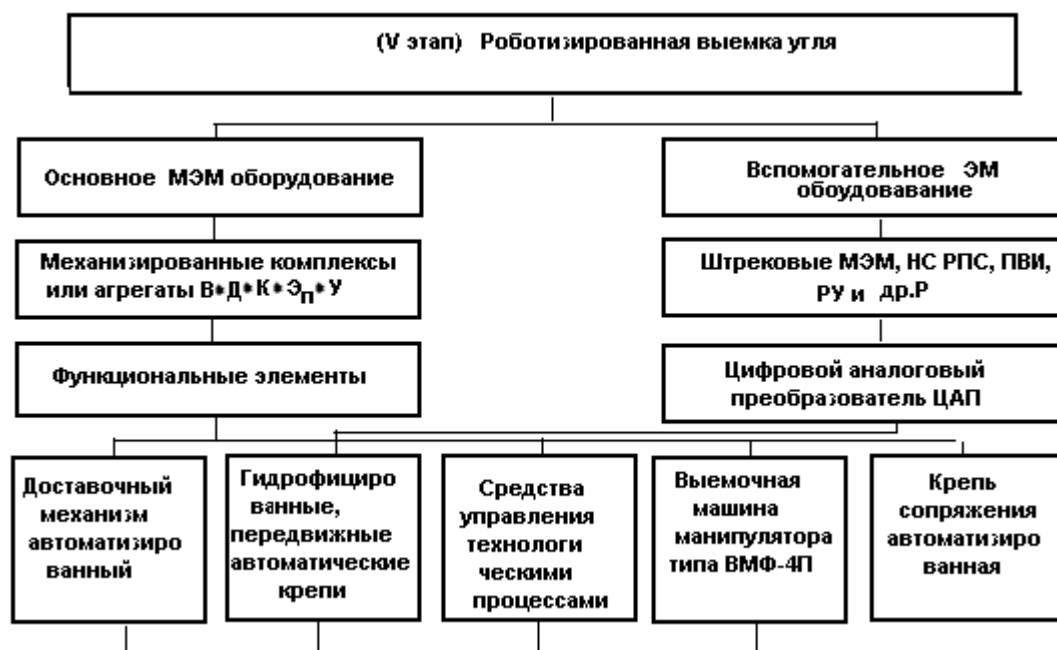 (V этап) Роботизированная выемка угля
Основное МЭМ оборудование
Вспомогательное ЭМ
обоудовавание
Механизированные комплексы
или агрегаты В•Д•К•Эп•У
Штрековые МЭМ, НС РПС, ПВИ,
РУ и др.Р
Функциональные элементы
Цифровой аналоговый
преобразователь ЦАП
Доставочный
механизм
автоматизиро
ванный
Гидрофициро
ванные,
передвижные
автоматические
крепи
Средства
управления
технологи
ческими
процессами
Выемочная
машина
манипулятора
типа ВМФ-4П
Крепь
сопряжения
автоматизиро
ванная